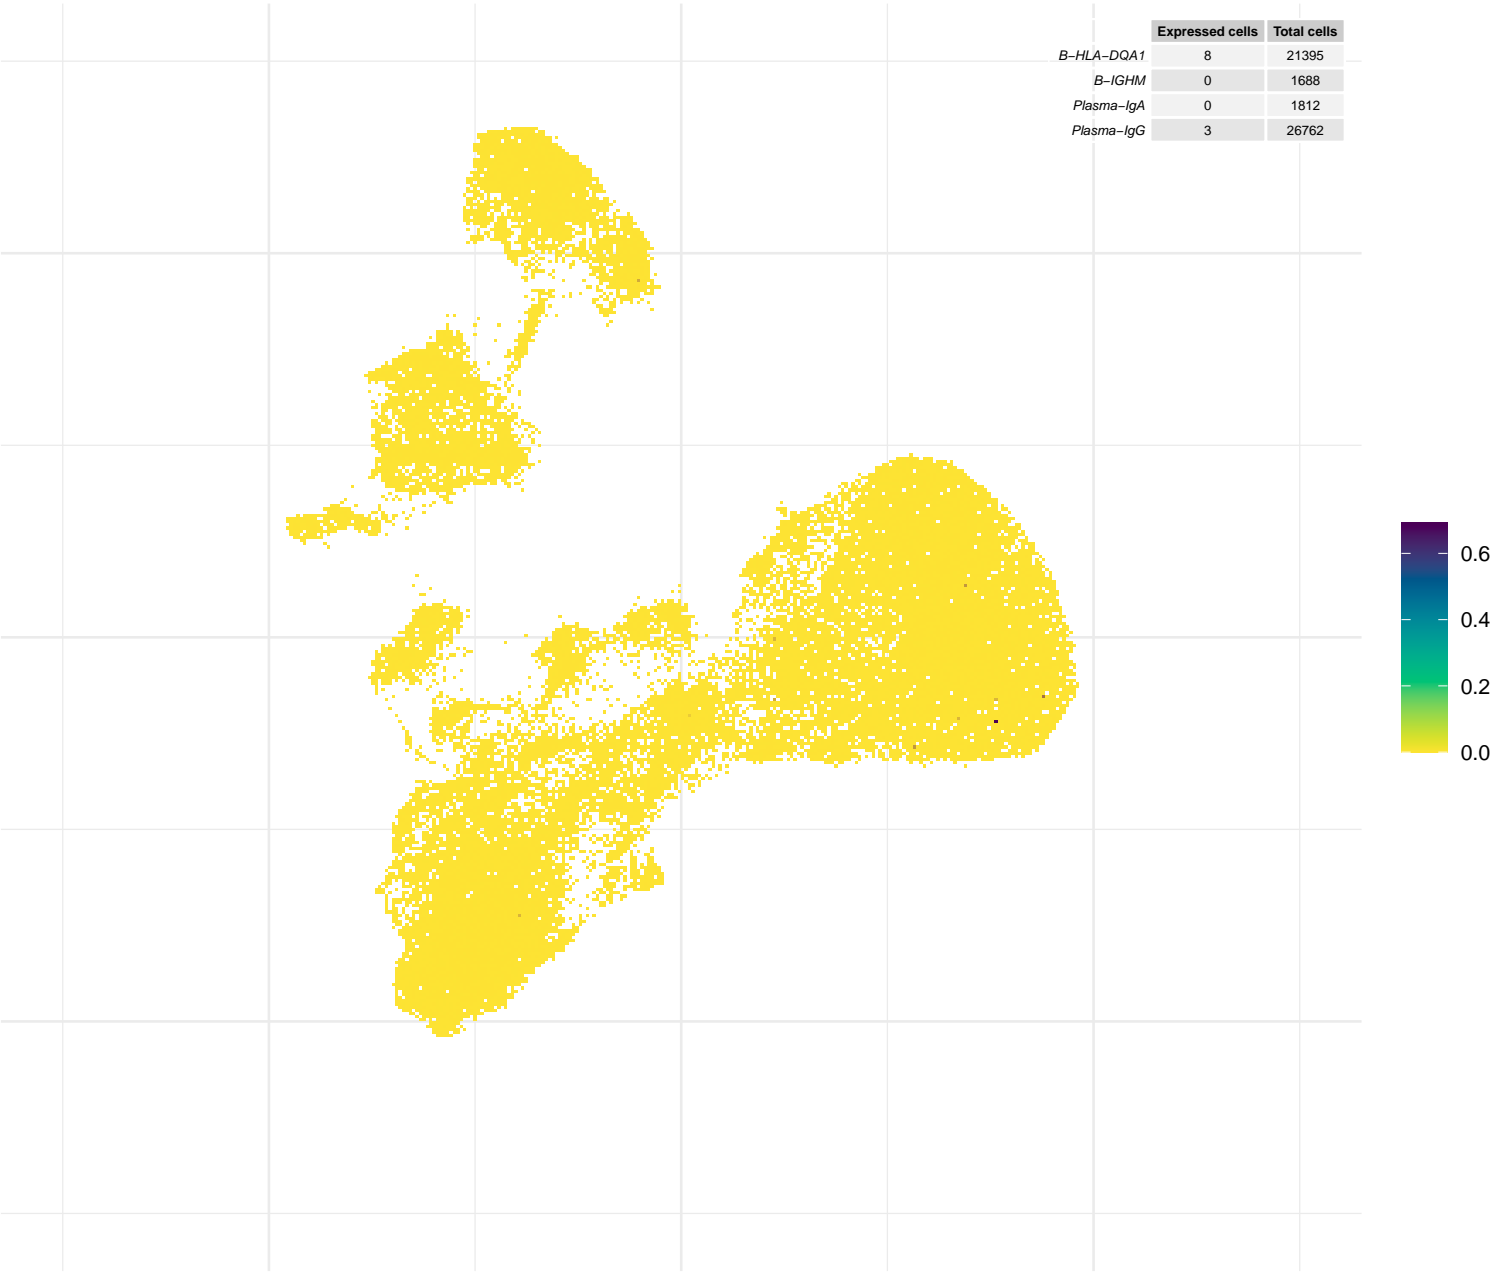 Expressed cells Total cells
B−HLA−DQA1 8 21395
B−IGHM 0 1688
Plasma−IgA 0 1812
Plasma−IgG 3 26762
0.6
0.4
0.2
0.0